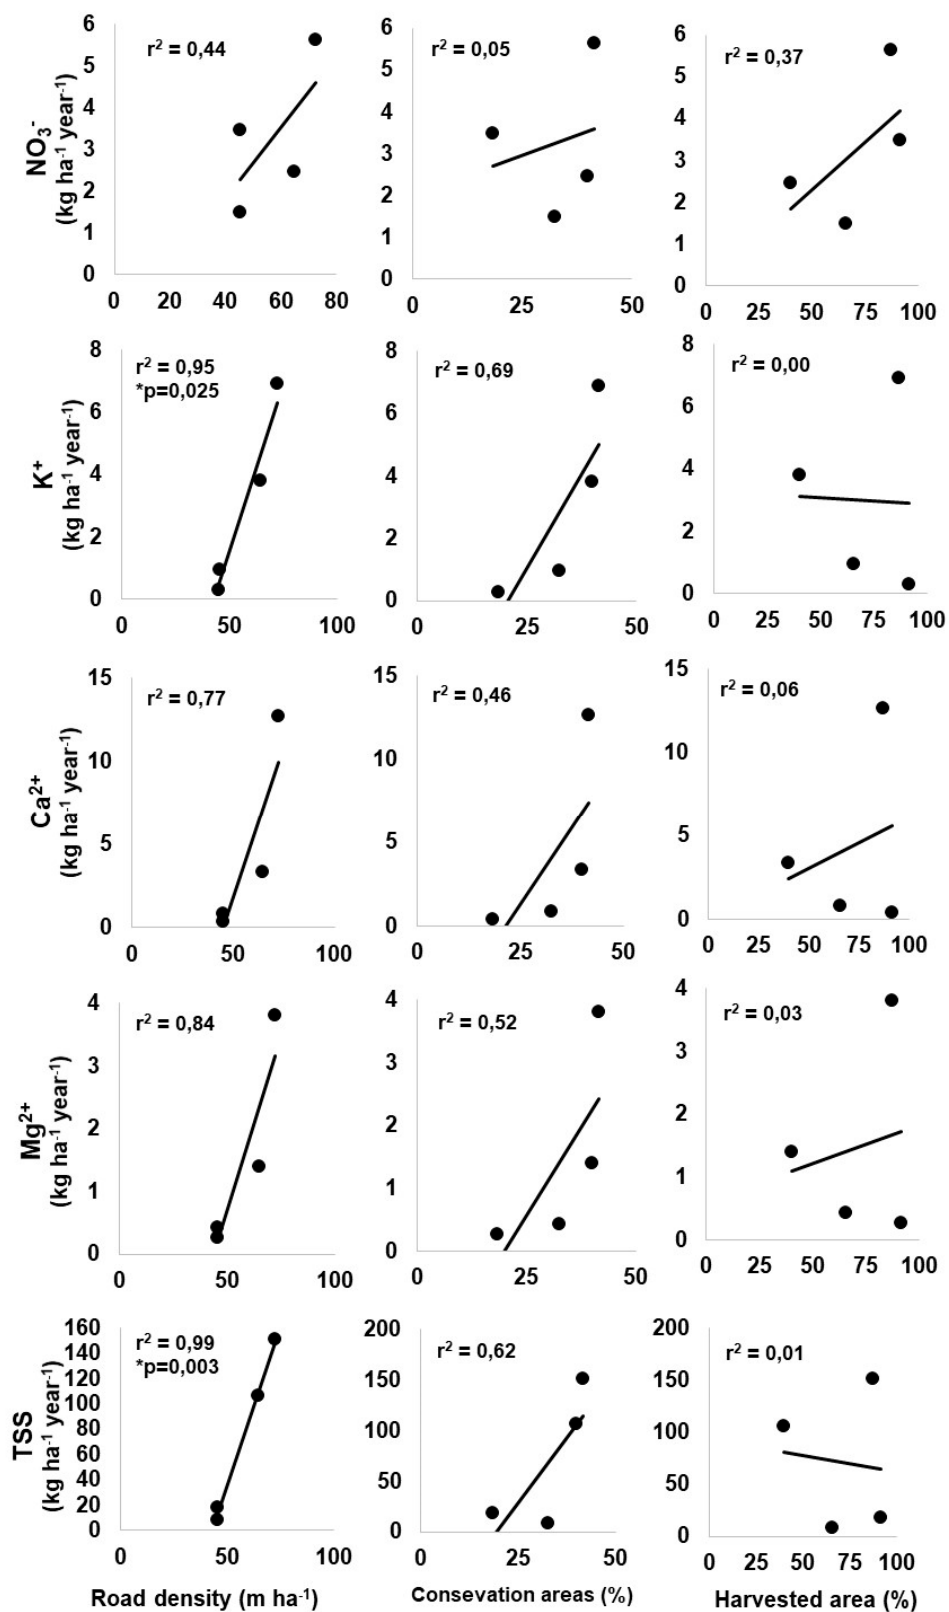 NO₃⁻
(kg ha⁻¹ year⁻¹)
6
5
4
3
2
1
0
r² = 0,44
0 20 40 60 80
6
5
4
3
2
1
0
r² = 0,05
0 25 50
6
5
4
3
2
1
0
r² = 0,37
0 25 50 75 100
K⁺
(kg ha⁻¹ year⁻¹)
8
6
4
2
0
r² = 0,95
*p=0,025
0 50 100
8
6
4
2
0
r² = 0,69
0 25 50
8
6
4
2
0
r² = 0,00
0 25 50 75 100
Ca²⁺
(kg ha⁻¹ year⁻¹)
15
10
5
0
r² = 0,77
0 50 100
15
10
5
0
r² = 0,46
0 25 50
15
10
5
0
r² = 0,06
0 25 50 75 100
Mg²⁺
(kg ha⁻¹ year⁻¹)
4
3
2
1
0
r² = 0,84
0 50 100
4
3
2
1
0
r² = 0,52
0 25 50
4
3
2
1
0
r² = 0,03
0 25 50 75 100
TSS
(kg ha⁻¹ year⁻¹)
160
140
120
100
80
60
40
20
0
r² = 0,99
*p=0,003
0 50 100
Road density (m ha⁻¹)
200
150
100
50
0
r² = 0,62
0 25 50
Consevation areas (%)
200
150
100
50
0
r² = 0,01
0 25 50 75 100
Harvested area (%)